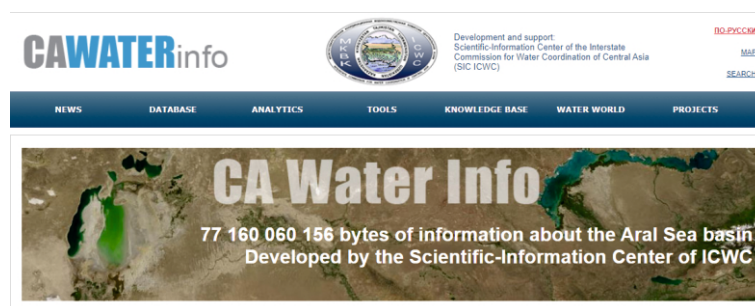 CAWATERinfo
МКВК
ICWC
Development and support:
Scientific-Information Center of the Interstate
Commission for Water Coordination of Central Asia
(SIC ICWC)
ПО-РУССКИ
MAP
SEARCH
NEWS DATABASE ANALYTICS TOOLS KNOWLEDGE BASE WATER WORLD PROJECTS
CA Water Info
77 160 060 156 bytes of information about the Aral Sea basin
Developed by the Scientific-Information Center of ICWC